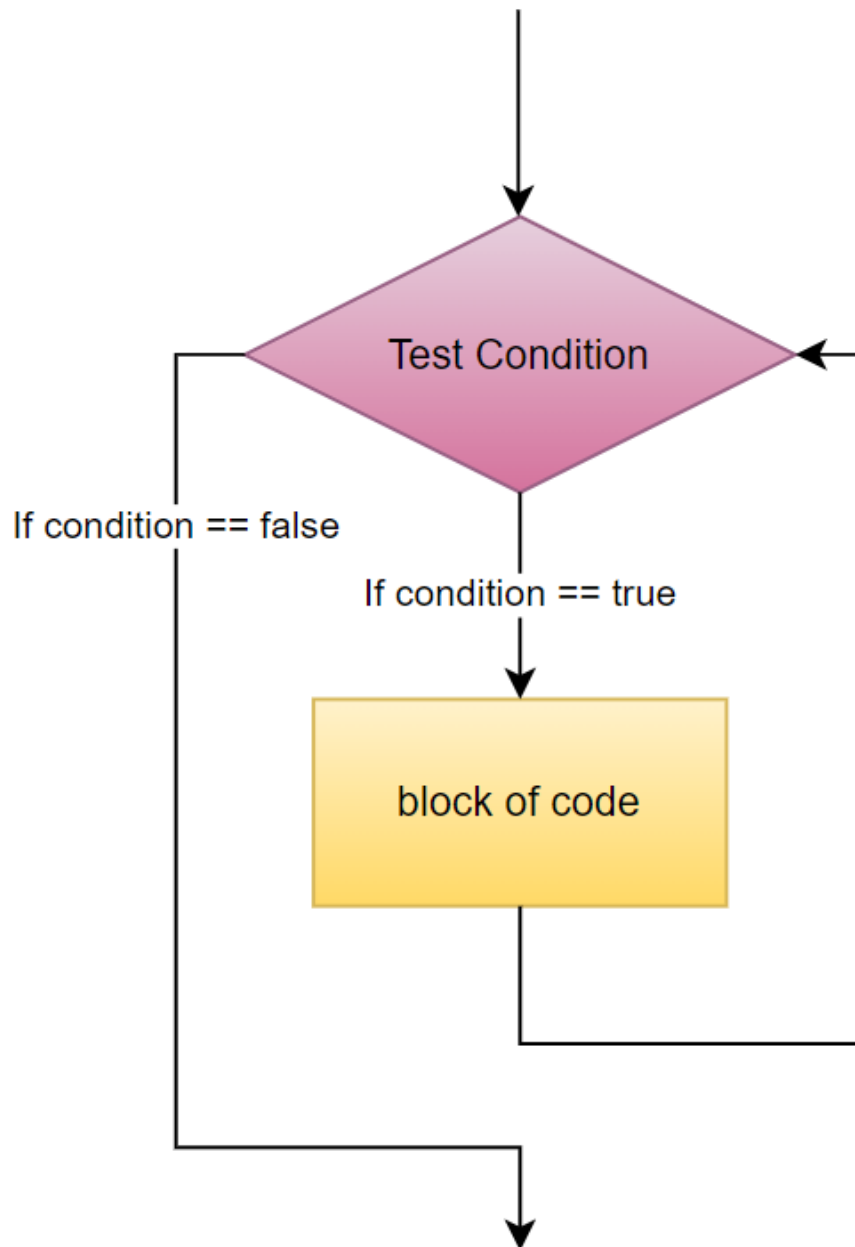 Test Condition
If condition == false
If condition == true
block of code